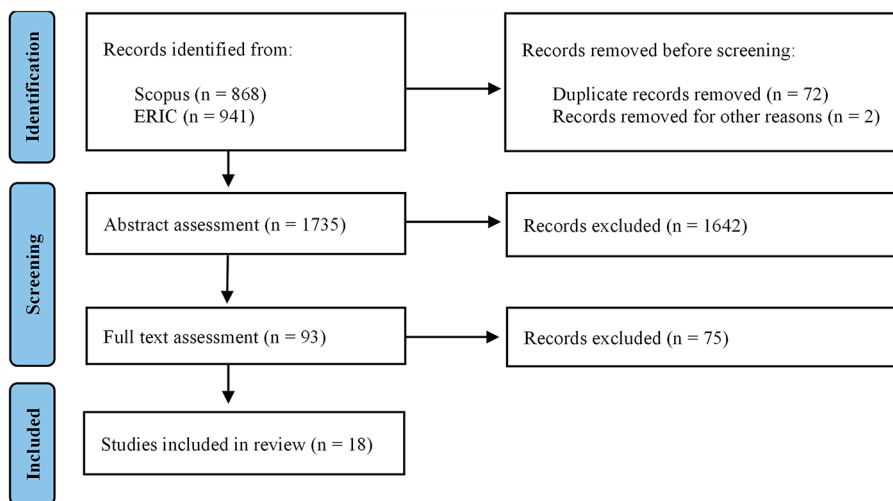 Identification
Records identified from:
Scopus (n = 868)
ERIC (n = 941)
Records removed before screening:
Duplicate records removed (n = 72)
Records removed for other reasons (n = 2)
Screening
Abstract assessment (n = 1735)
Records excluded (n = 1642)
Full text assessment (n = 93)
Records excluded (n = 75)
Included
Studies included in review (n = 18)